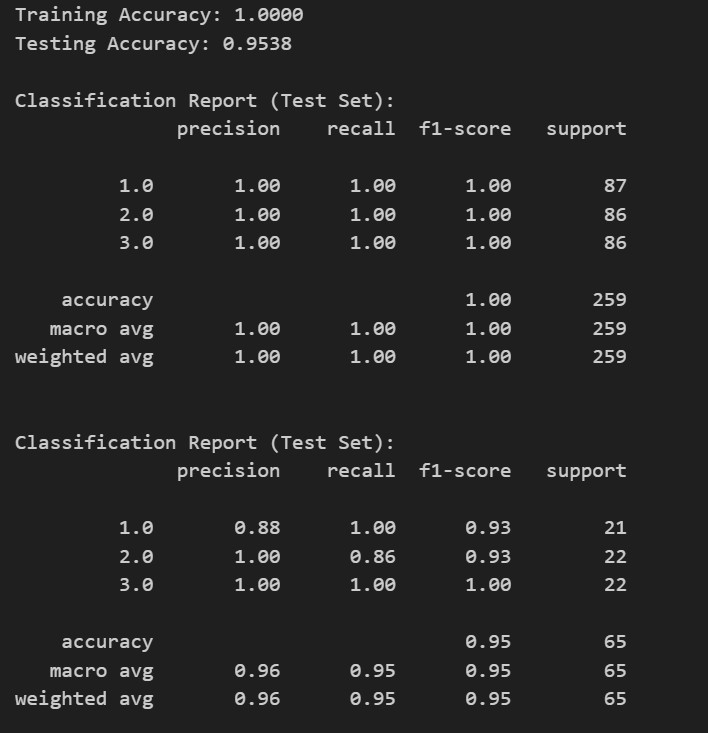 Training Accuracy: 1.0000
Testing Accuracy: 0.9538
Classification Report (Test Set):
precision recall f1-score support
1.0 1.00 1.00 1.00 87
2.0 1.00 1.00 1.00 86
3.0 1.00 1.00 1.00 86
accuracy 1.00 259
macro avg 1.00 1.00 1.00 259
weighted avg 1.00 1.00 1.00 259
Classification Report (Test Set):
precision recall f1-score support
1.0 0.88 1.00 0.93 21
2.0 1.00 0.86 0.93 22
3.0 1.00 1.00 1.00 22
accuracy 0.95 65
macro avg 0.96 0.95 0.95 65
weighted avg 0.96 0.95 0.95 65